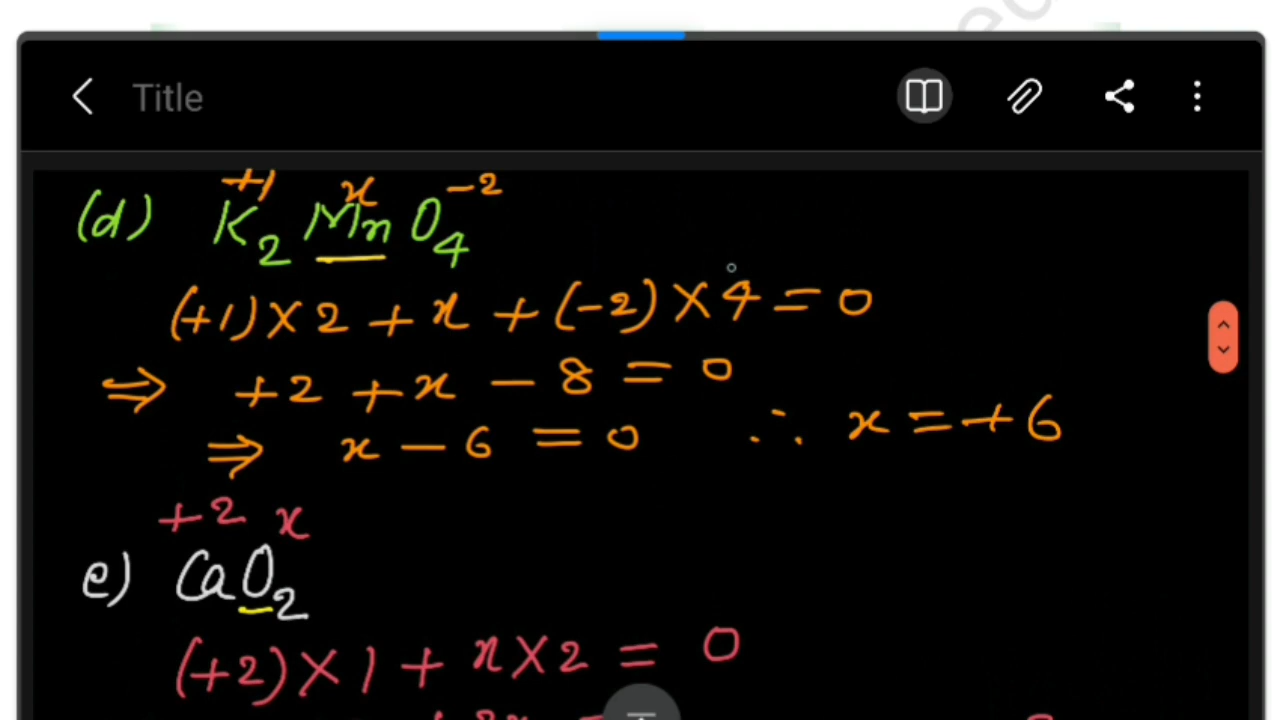 Title
+1 x -2
(d) K2MnO4
(+1)×2 + x + (-2)×4 = 0
⇒ +2 + x - 8 = 0
⇒ x - 6 = 0 ∴ x = +6
+2 x
e) CaO2
(+2)×1 + x×2 = 0